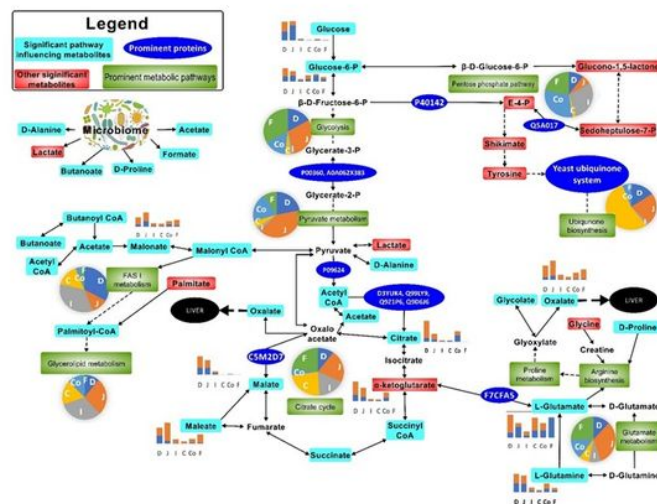 Legend
Significant pathway
influencing metabolites
Prominent proteins
Other siginificant
metabolites
Prominent metabolic pathways
Glucose
D J I C Co F
Glucose-6-P
β-D-Glucose-6-P
Glucono-1,5-lactone
Pentose phosphate pathway
β-D-Fructose-6-P
P40142
E-4-P
Q5A017
Sedoheptulose-7-P
Glycolysis
Glycerate-3-P
Shikimate
Tyrosine
Yeast ubiquinone
system
Ubiquinone
biosynthesis
P00360, A0A062X383
Glycerate-2-P
Pyruvate metabolism
Microbiome
D-Alanine
Acetate
Lactate
Formate
Butanoate
D-Proline
Butanoyl CoA
Butanoate
Acetate
Malonate
Malonyl CoA
Acetyl
CoA
FAS I
metabolism
Palmitate
Palmitoyl-CoA
Glycerolipid metabolism
Pyruvate
Lactate
D-Alanine
P09624
Acetyl
CoA
Acetate
D3YUK4, Q99LY9,
Q921P6, Q9D6J6
LIVER
Oxalate
Oxalo
acetate
Citrate
Isocitrate
C5M2D7
Malate
Citrate cycle
α-ketoglutarate
Maleate
Fumarate
Succinyl
CoA
Succinate
F7CFA5
Glycolate
Oxalate
LIVER
Glyoxylate
Glycine
D-Proline
Creatine
Proline
metabolism
Arginine
biosynthesis
L-Glutamate
D-Glutamate
Glutamate
metabolism
L-Glutamine
D-Glutamine